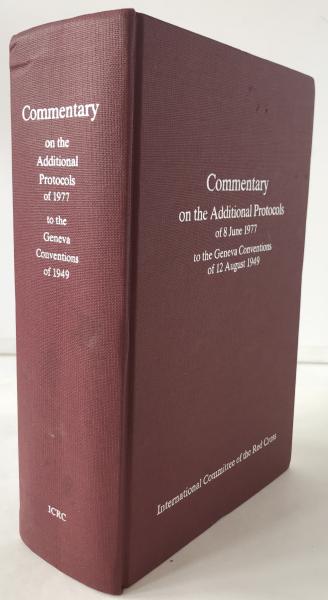 Commentary
on the
Additional
Protocols
of 1977
to the
Geneva
Conventions
of 1949
ICRC
Commentary
on the Additional Protocols
of 8 June 1977
to the Geneva Conventions
of 12 August 1949
International Committee of the Red Cross